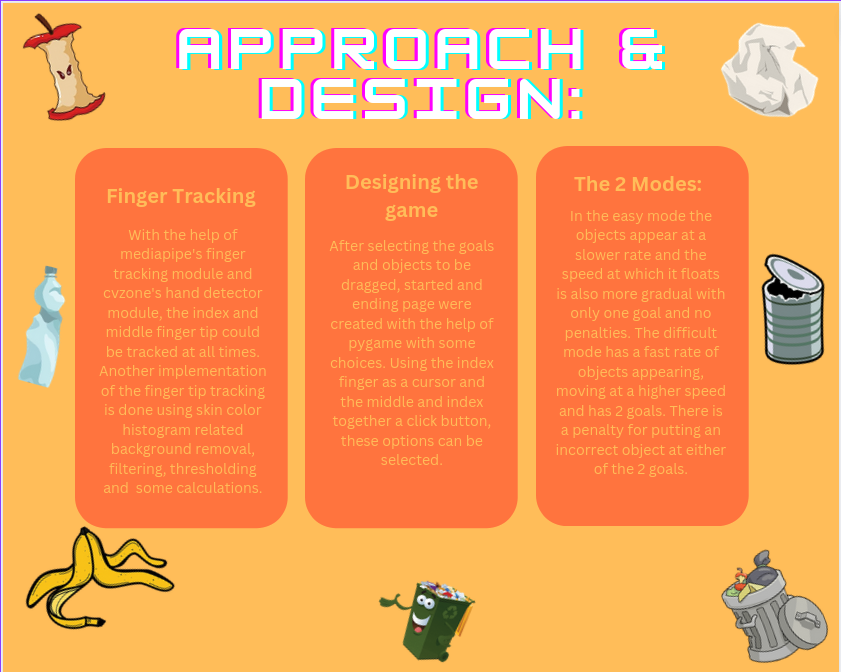 APPROACH &
DESIGN:
Finger Tracking
With the help of
mediapipe's finger
tracking module and
cvzone's hand detector
module, the index and
middle finger tip could
be tracked at all times.
Another implementation
of the finger tip tracking
is done using skin color
histogram related
background removal,
filtering, thresholding
and  some calculations.
Designing the
game
After selecting the goals
and objects to be
dragged, started and
ending page were
created with the help of
pygame with some
choices. Using the index
finger as a cursor and
the middle and index
together a click button,
these options can be
selected.
The 2 Modes:
In the easy mode the
objects appear at a
slower rate and the
speed at which it floats
is also more gradual with
only one goal and no
penalties. The difficult
mode has a fast rate of
objects appearing,
moving at a higher speed
and has 2 goals. There is
a penalty for putting an
incorrect object at either
of the 2 goals.